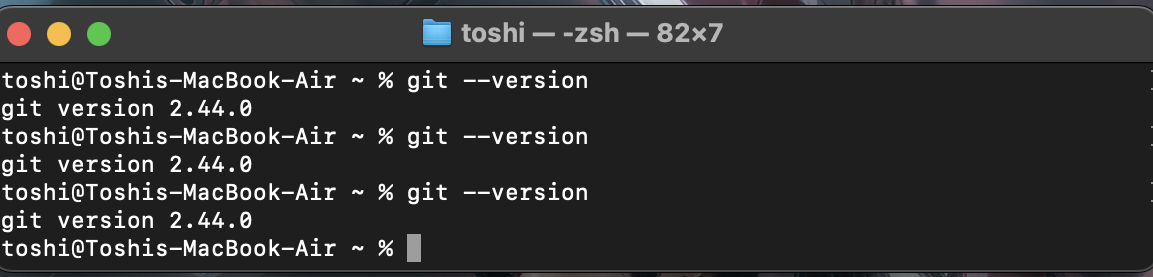 toshi — -zsh — 82×7
toshi@Toshis-MacBook-Air ~ % git --version
git version 2.44.0
toshi@Toshis-MacBook-Air ~ % git --version
git version 2.44.0
toshi@Toshis-MacBook-Air ~ % git --version
git version 2.44.0
toshi@Toshis-MacBook-Air ~ %